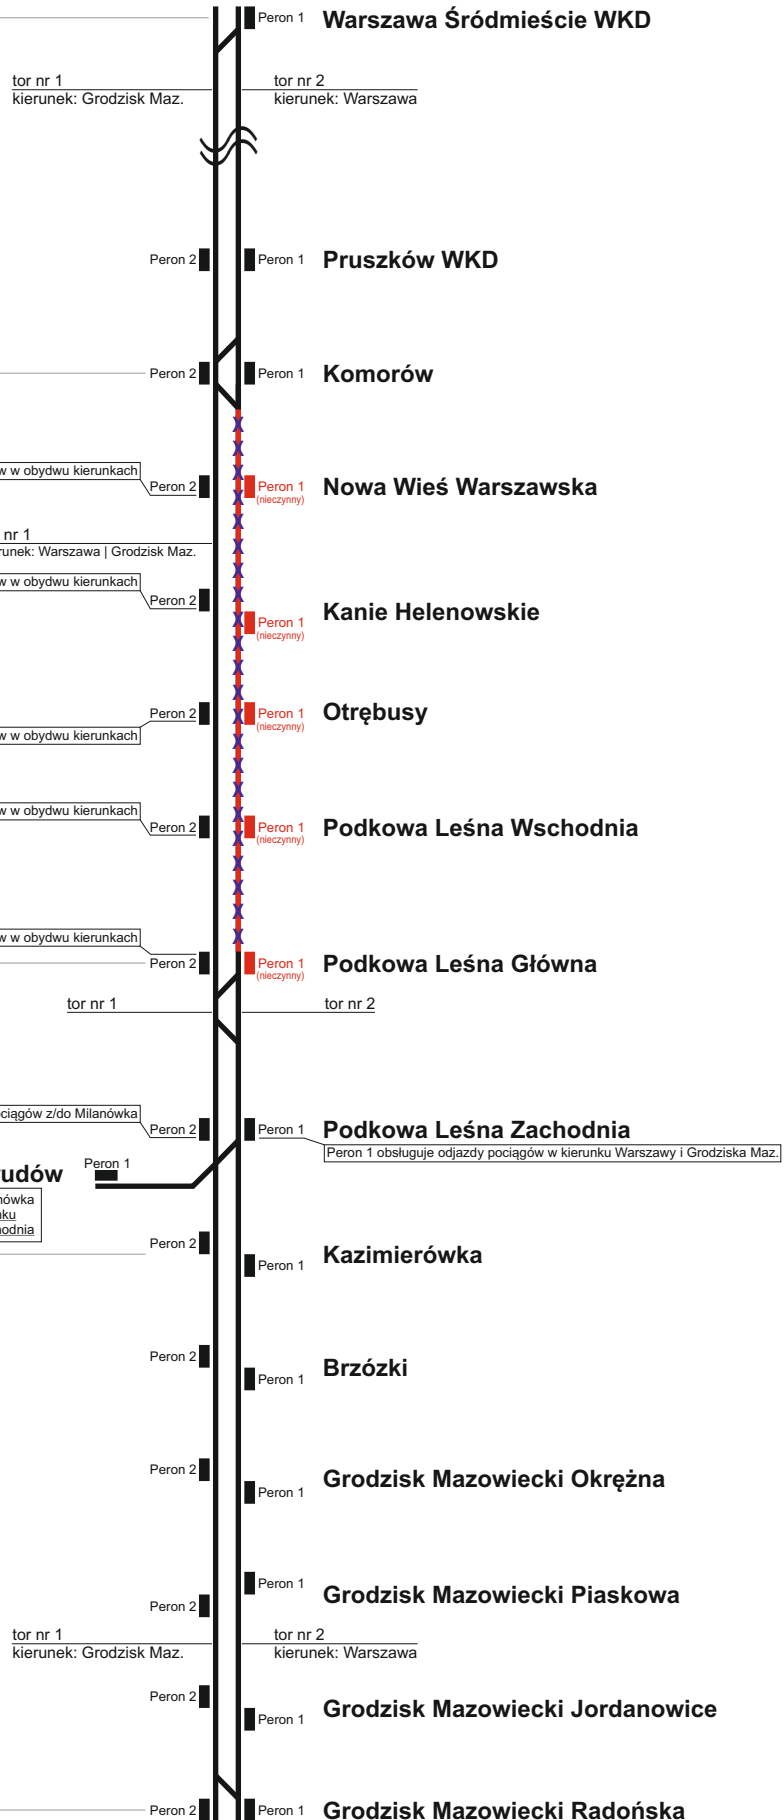 Peron 1 Warszawa Śródmieście WKD
tor nr 1
kierunek: Grodzisk Maz.
tor nr 2
kierunek: Warszawa
Peron 2
Peron 1
Pruszków WKD
Peron 2
Peron 1
Komorów
w w obydwu kierunkach
Peron 2
Peron 1
(nieczynny)
Nowa Wieś Warszawska
nr 1
runek: Warszawa | Grodzisk Maz.
w w obydwu kierunkach
Peron 2
Peron 1
(nieczynny)
Kanie Helenowskie
Peron 2
w w obydwu kierunkach
Peron 1
(nieczynny)
Otrębusy
w w obydwu kierunkach
Peron 2
Peron 1
(nieczynny)
Podkowa Leśna Wschodnia
w w obydwu kierunkach
Peron 2
Peron 1
(nieczynny)
Podkowa Leśna Główna
tor nr 1
tor nr 2
ociągów z/do Milanówka
Peron 2
Peron 1
Podkowa Leśna Zachodnia
Peron 1 obsługuje odjazdy pociągów w kierunku Warszawy i Grodziska Maz.
rudów
Peron 1
nówka
nku
hodnia
Peron 2
Peron 1
Kazimierówka
Peron 2
Peron 1
Brzózki
Peron 2
Peron 1
Grodzisk Mazowiecki Okrężna
Peron 2
Peron 1
Grodzisk Mazowiecki Piaskowa
tor nr 1
kierunek: Grodzisk Maz.
tor nr 2
kierunek: Warszawa
Peron 2
Peron 1
Grodzisk Mazowiecki Jordanowice
Peron 2
Peron 1
Grodzisk Mazowiecki Radońska